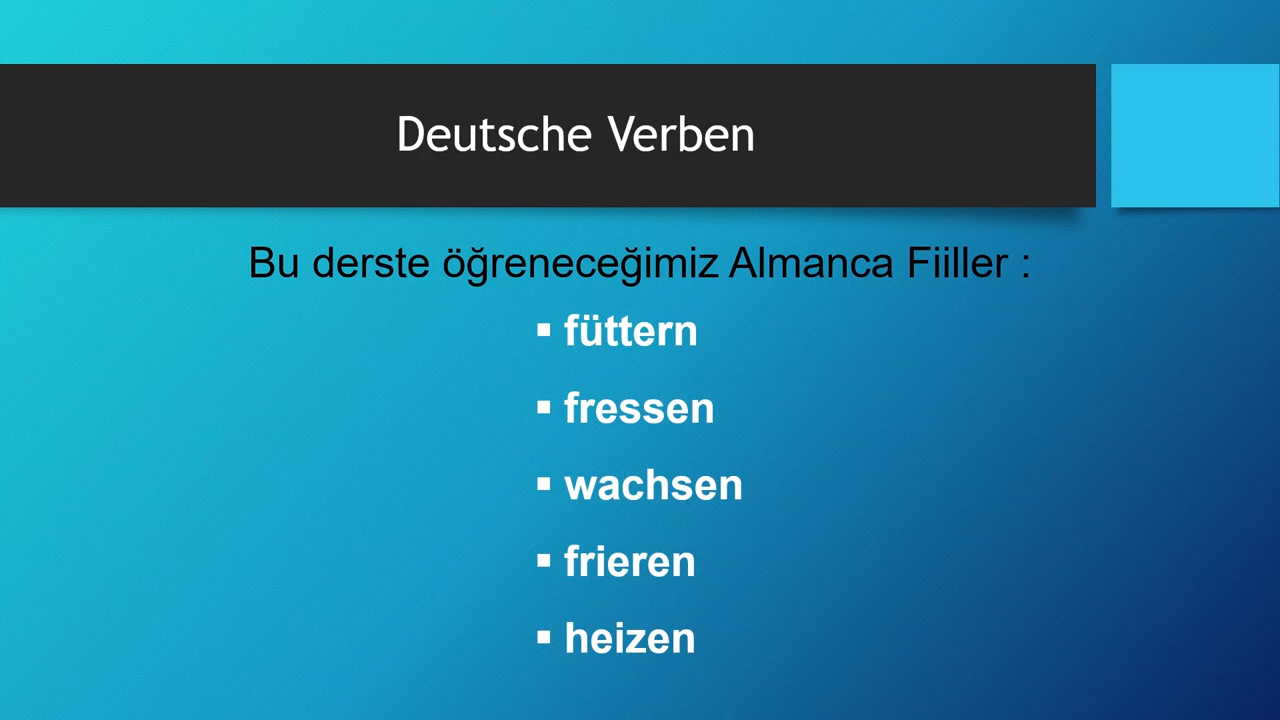 Deutsche Verben
Bu derste öğreneceğimiz Almanca Fiiller :
▪ füttern
▪ fressen
▪ wachsen
▪ frieren
▪ heizen